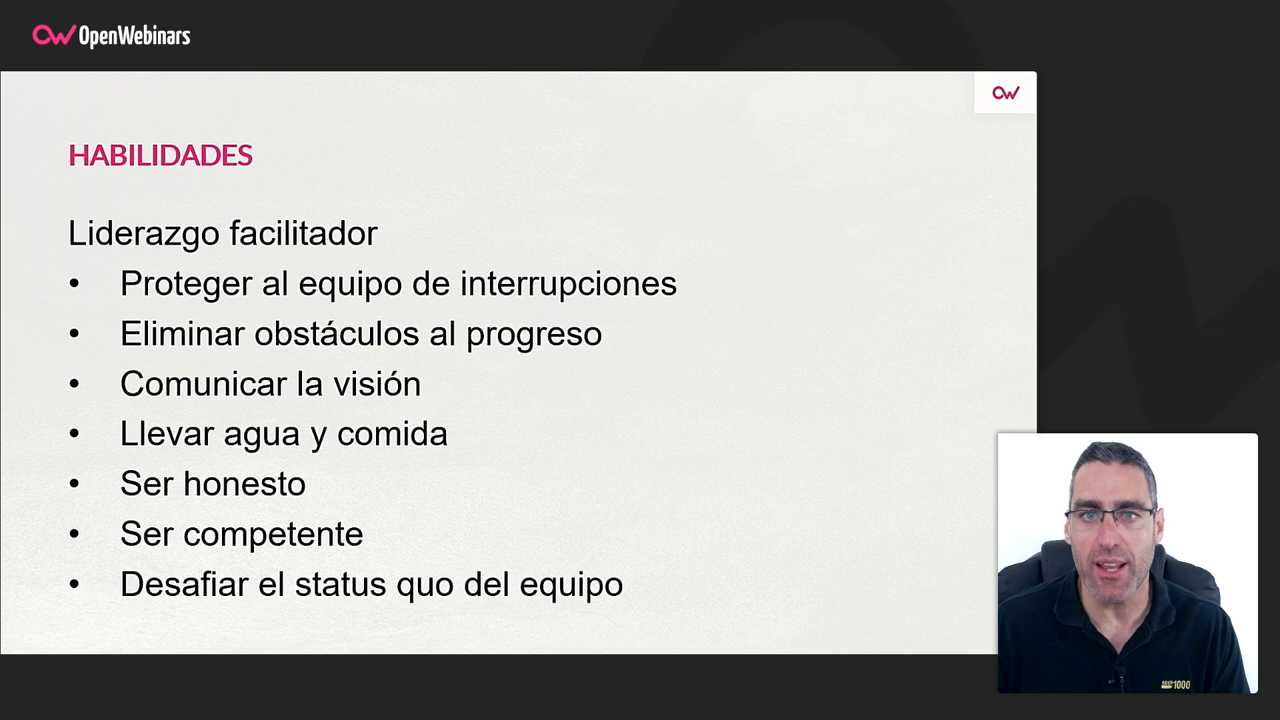 OpenWebinars
HABILIDADES
Liderazgo facilitador
• Proteger al equipo de interrupciones
• Eliminar obstáculos al progreso
• Comunicar la visión
• Llevar agua y comida
• Ser honesto
• Ser competente
• Desafiar el status quo del equipo
1000